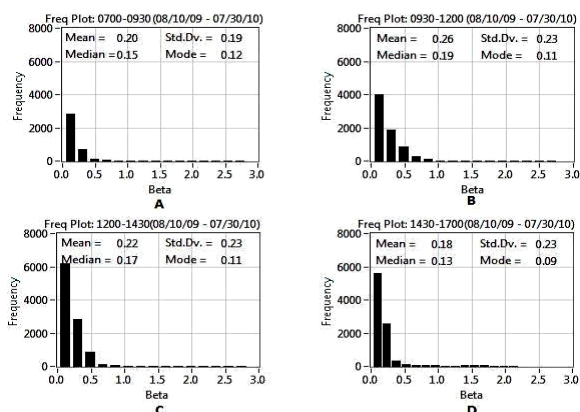 Freq Plot: 0700-0930 (08/10/09 - 07/30/10)
8000
Mean = 0.20 Std.Dv. = 0.19
Median = 0.15 Mode = 0.12
6000
4000
2000
0
Frequency
0.0 0.5 1.0 1.5 2.0 2.5 3.0
Beta
A
Freq Plot: 0930-1200 (08/10/09 - 07/30/10)
8000
Mean = 0.26 Std.Dv. = 0.23
Median = 0.19 Mode = 0.11
6000
4000
2000
0
Frequency
0.0 0.5 1.0 1.5 2.0 2.5 3.0
Beta
B
Freq Plot: 1200-1430(08/10/09 - 07/30/10)
8000
Mean = 0.22 Std.Dv. = 0.23
Median = 0.17 Mode = 0.11
6000
4000
2000
0
Frequency
0.0 0.5 1.0 1.5 2.0 2.5 3.0
Beta
C
Freq Plot: 1430-1700(08/10/09 - 07/30/10)
8000
Mean = 0.18 Std.Dv. = 0.23
Median = 0.13 Mode = 0.09
6000
4000
2000
0
Frequency
0.0 0.5 1.0 1.5 2.0 2.5 3.0
Beta
D